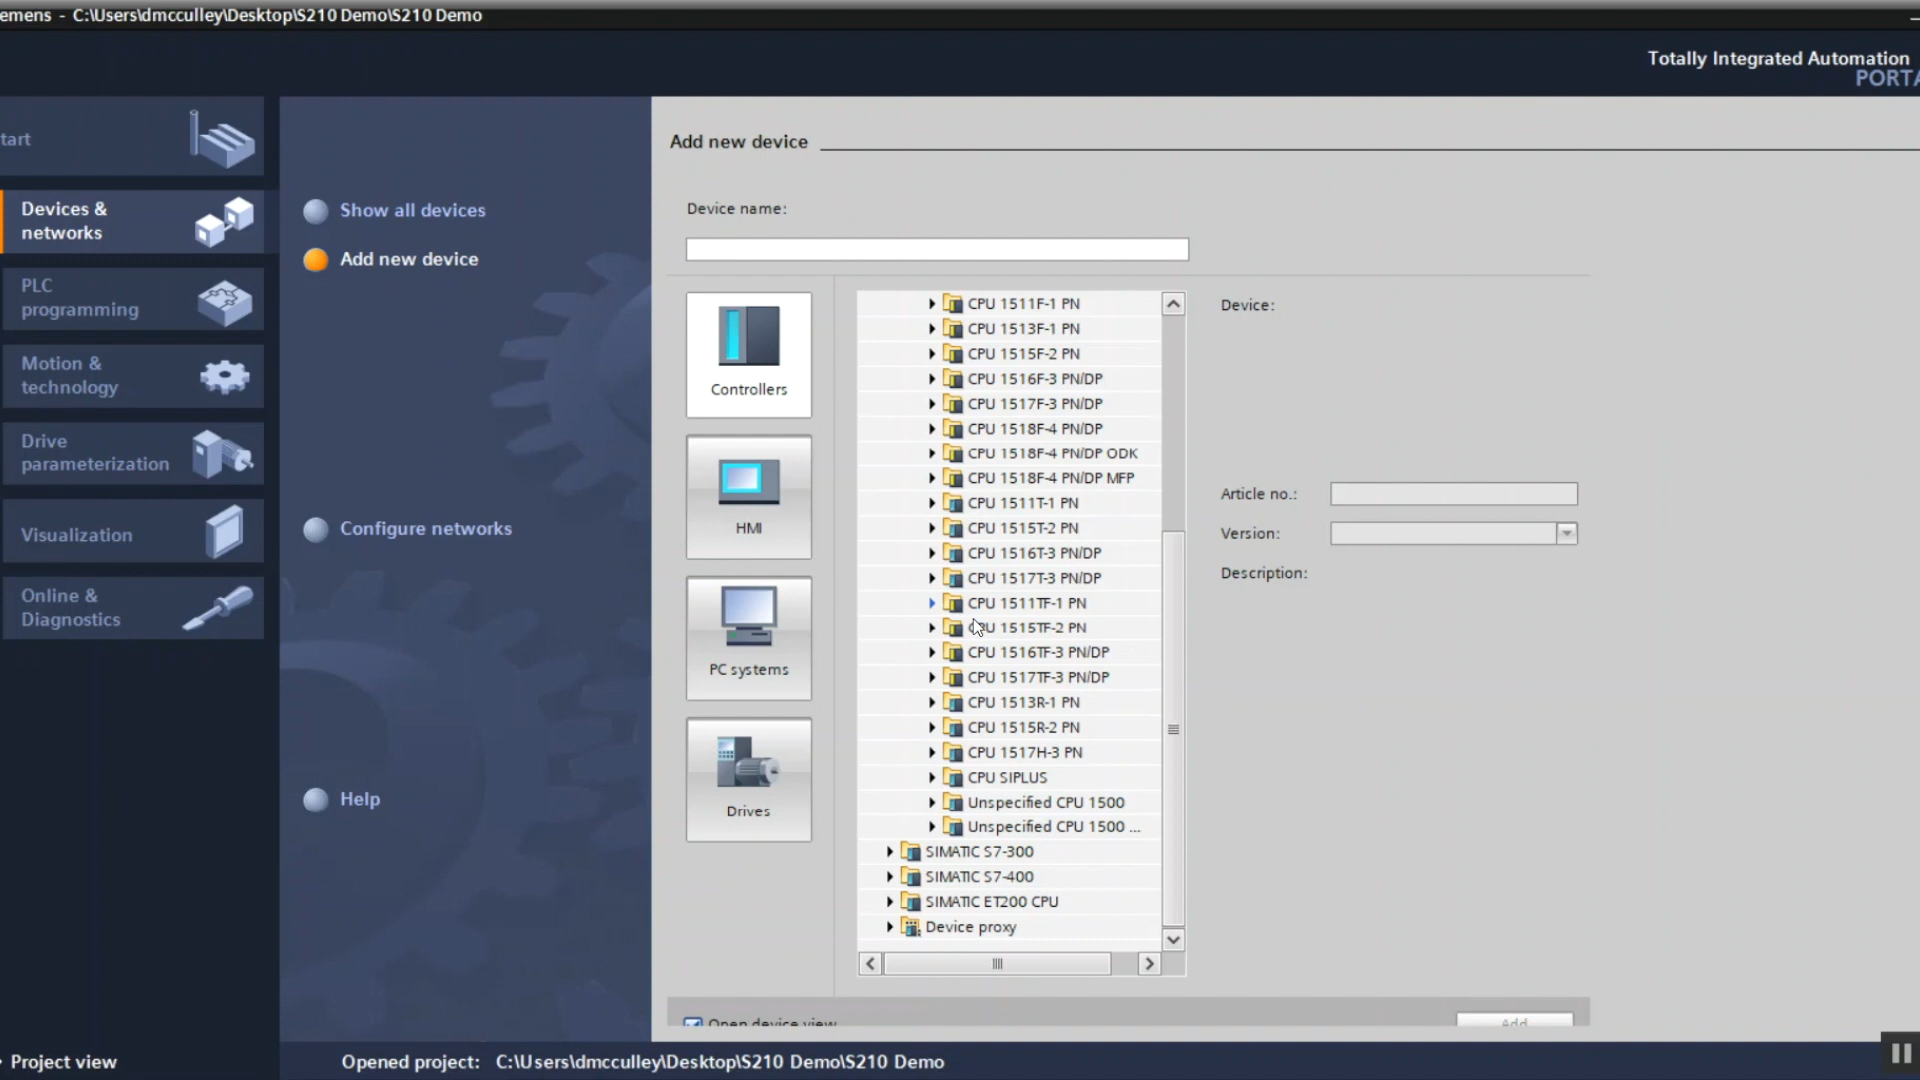 emens - C:\Users\dmcculley\Desktop\S210 Demo\S210 Demo
Totally Integrated Automation
PORTA
tart
Devices &
networks
PLC
programming
Motion &
technology
Drive
parameterization
Visualization
Online &
Diagnostics
Show all devices
Add new device
Configure networks
Help
Add new device
Device name:
Controllers
HMI
PC systems
Drives
CPU 1511F-1 PN
CPU 1513F-1 PN
CPU 1515F-2 PN
CPU 1516F-3 PN/DP
CPU 1517F-3 PN/DP
CPU 1518F-4 PN/DP
CPU 1518F-4 PN/DP ODK
CPU 1518F-4 PN/DP MFP
CPU 1511T-1 PN
CPU 1515T-2 PN
CPU 1516T-3 PN/DP
CPU 1517T-3 PN/DP
CPU 1511TF-1 PN
CPU 1515TF-2 PN
CPU 1516TF-3 PN/DP
CPU 1517TF-3 PN/DP
CPU 1513R-1 PN
CPU 1515R-2 PN
CPU 1517H-3 PN
CPU SIPLUS
Unspecified CPU 1500
Unspecified CPU 1500 ...
SIMATIC S7-300
SIMATIC S7-400
SIMATIC ET200 CPU
Device proxy
Device:
Article no.:
Version:
Description:
Open device view
Add
Project view
Opened project: C:\Users\dmcculley\Desktop\S210 Demo\S210 Demo